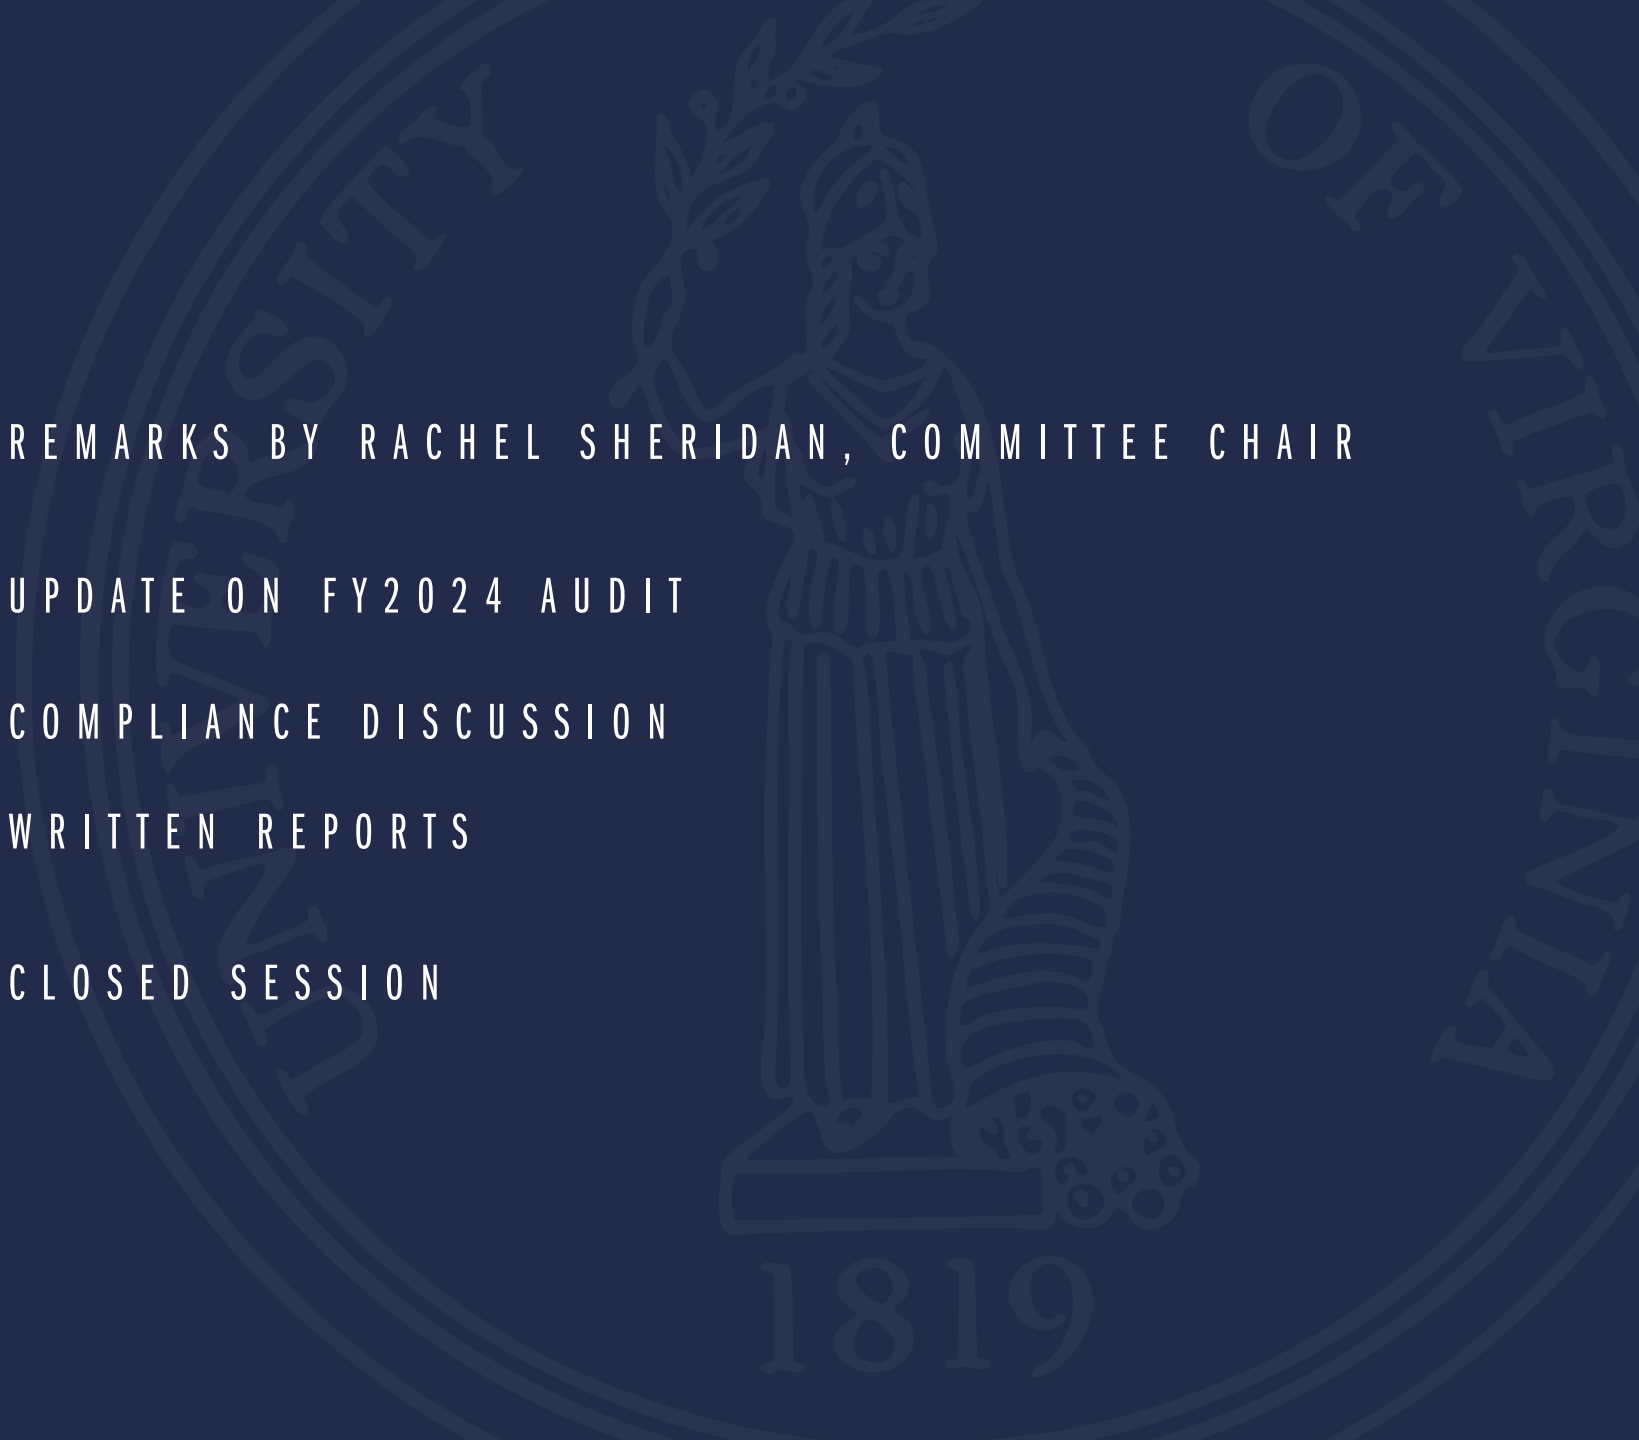 UNIVERSITY OF VIRGINIA
REMARKS BY RACHEL SHERIDAN, COMMITTEE CHAIR
UPDATE ON FY2024 AUDIT
COMPLIANCE DISCUSSION
WRITTEN REPORTS
CLOSED SESSION
1819